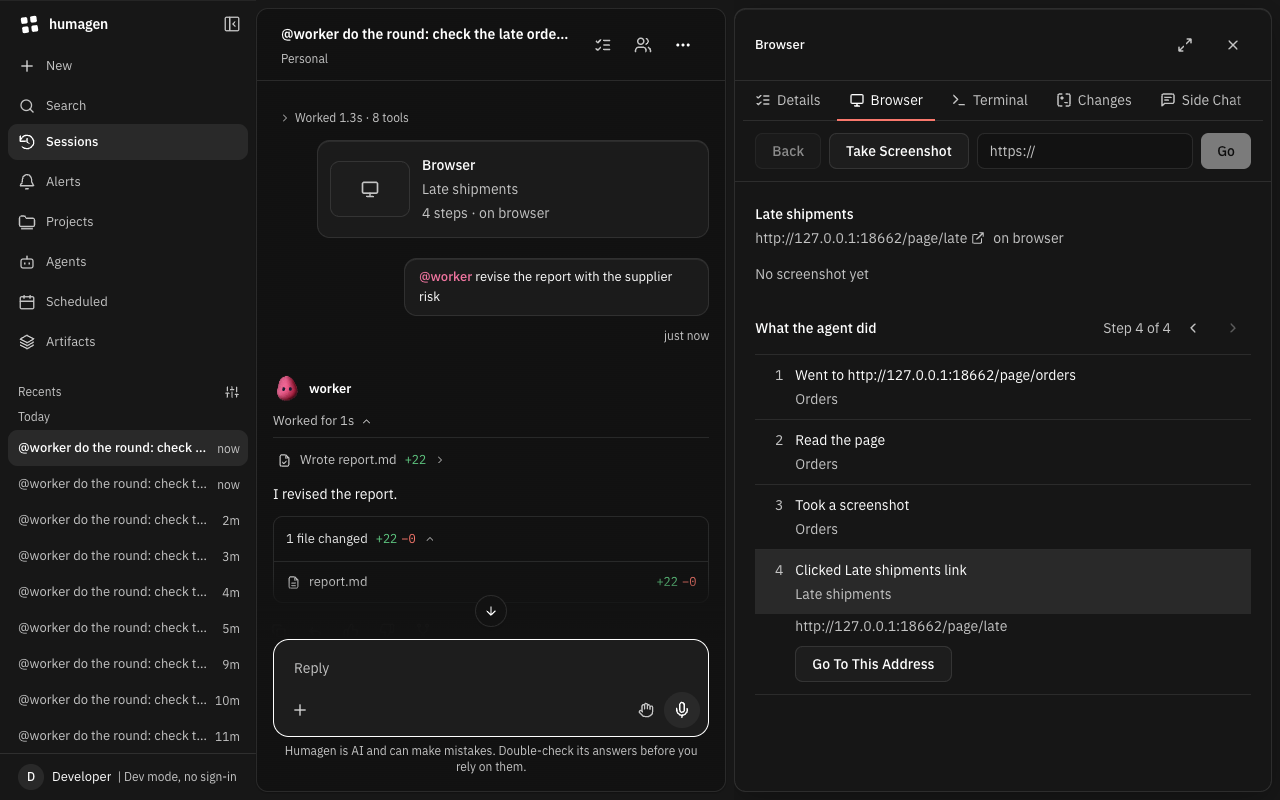 humagen
New
Search
Sessions
Alerts
Projects
Agents
Scheduled
Artifacts
Recents
Today
@worker do the round: check ... now
@worker do the round: check t... now
@worker do the round: check t... 2m
@worker do the round: check t... 3m
@worker do the round: check t... 4m
@worker do the round: check t... 5m
@worker do the round: check t... 9m
@worker do the round: check t... 10m
@worker do the round: check t... 11m
D Developer | Dev mode, no sign-in
@worker do the round: check the late orde...
Personal
Worked 1.3s · 8 tools
Browser
Late shipments
4 steps · on browser
@worker revise the report with the supplier
risk
just now
worker
Worked for 1s
Wrote report.md +22
I revised the report.
1 file changed +22 −0
report.md +22 −0
Reply
Humagen is AI and can make mistakes. Double-check its answers before you
rely on them.
Browser
Details Browser Terminal Changes Side Chat
Back Take Screenshot https:// Go
Late shipments
http://127.0.0.1:18662/page/late on browser
No screenshot yet
What the agent did Step 4 of 4
1 Went to http://127.0.0.1:18662/page/orders
Orders
2 Read the page
Orders
3 Took a screenshot
Orders
4 Clicked Late shipments link
Late shipments
http://127.0.0.1:18662/page/late
Go To This Address